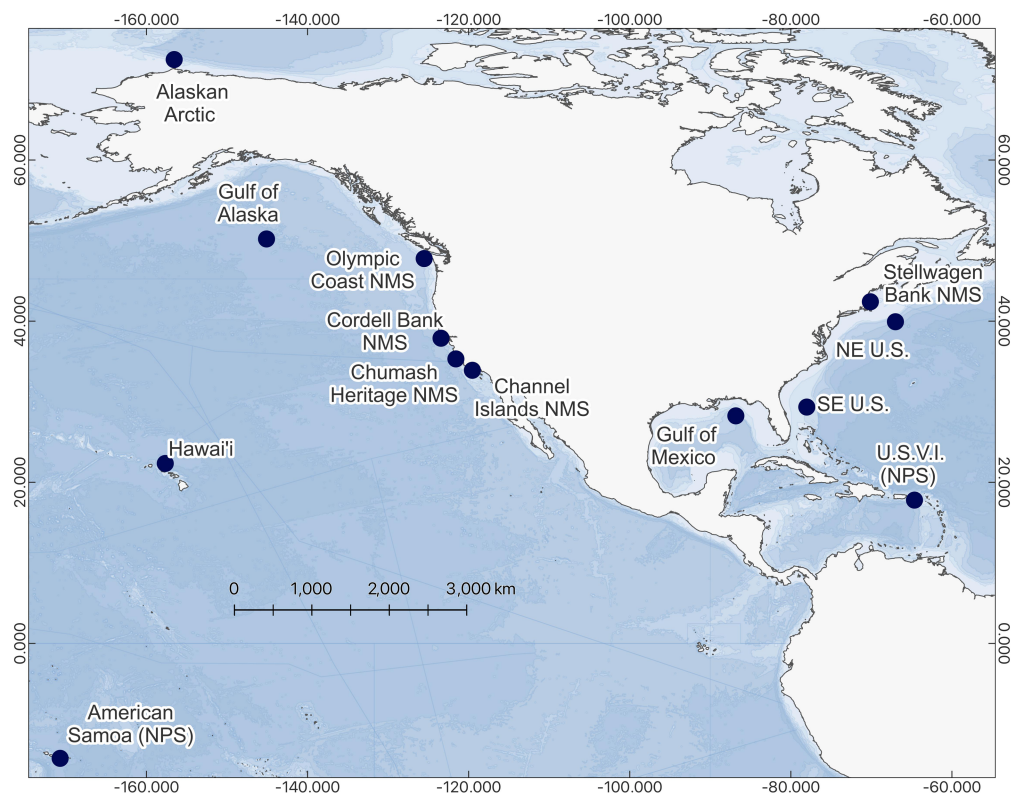 -160.000 -140.000 -120.000 -100.000 -80.000 -60.000
Alaskan
Arctic
60.000
60.000
Gulf of
Alaska
Olympic
Coast NMS
Stellwagen
Bank NMS
40.000
40.000
Cordell Bank
NMS
NE U.S.
Chumash
Heritage NMS
Channel
Islands NMS
SE U.S.
Gulf of
Mexico
Hawai'i
U.S.V.I.
(NPS)
20.000
20.000
0 1,000 2,000 3,000 km
0.000
0.000
American
Samoa (NPS)
-160.000 -140.000 -120.000 -100.000 -80.000 -60.000